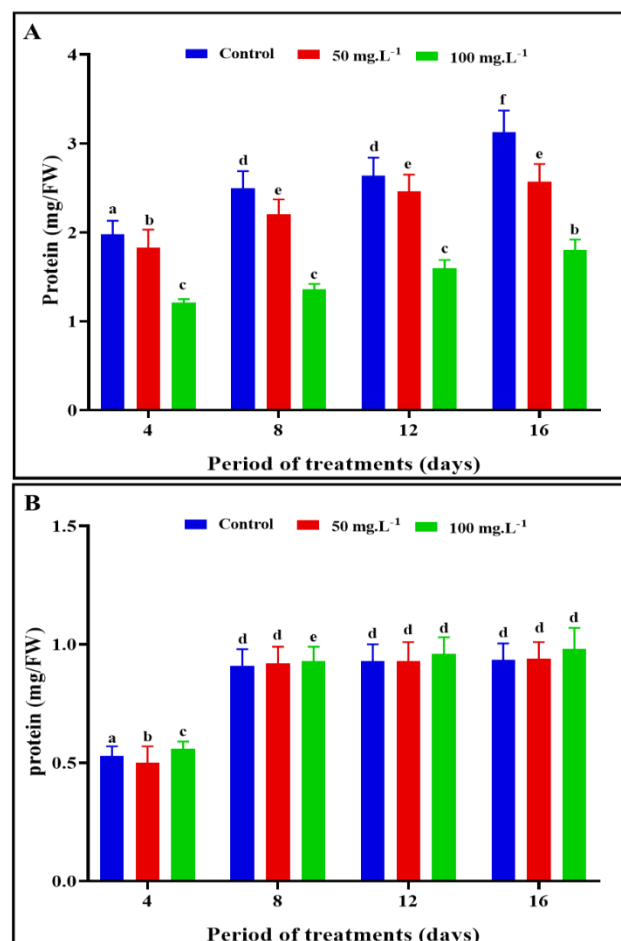 A
Control 50 mg.L⁻¹ 100 mg.L⁻¹
Protein (mg/FW)
4
3
2
1
0
a b c
d e c
d e c
f e b
4 8 12 16
Period of treatments (days)
B
Control 50 mg.L⁻¹ 100 mg.L⁻¹
protein (mg/FW)
1.5
1.0
0.5
0.0
a b c
d d e
d d d
d d d
4 8 12 16
Period of treatments (days)